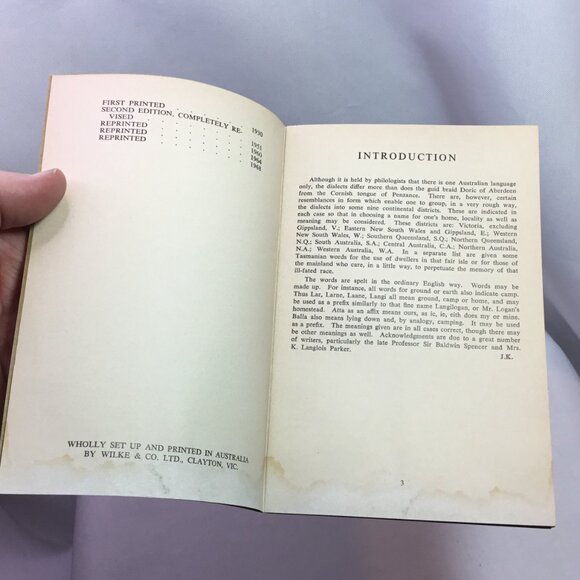 FIRST PRINTED . . . . . . 1930
SECOND EDITION, COMPLETELY RE-
VISED . . . . . . 1951
REPRINTED . . . . . . 1960
REPRINTED . . . . . . 1964
REPRINTED . . . . . . 1968
WHOLLY SET UP AND PRINTED IN AUSTRALIA
BY WILKE & CO. LTD., CLAYTON, VIC.
INTRODUCTION
Although it is held by philologists that there is one Australian language
only, the dialects differ more than does the guid braid Doric of Aberdeen
from the Cornish tongue of Penzance. There are, however, certain
resemblances in form which enable one to group, in a very rough way,
the dialects into some nine continental districts. These are indicated in
each case so that in choosing a name for one's home, locality as well as
meaning may be considered. These districts are: Victoria, excluding
Gippsland, V.; Eastern New South Wales and Gippsland, E.; Western
New South Wales, W.; Southern Queensland, S.Q.; Northern Queensland,
N.Q.; South Australia, S.A.; Central Australia, C.A.; Northern Australia,
N.A.; Western Australia, W.A. In a separate list are given some
Tasmanian words for the use of dwellers in that fair isle or for those of
the mainland who care, in a little way, to perpetuate the memory of that
ill-fated race.
The words are spelt in the ordinary English way. Words may be
made up. For instance, all words for ground or earth also indicate camp.
Thus Lar, Larne, Laane, Langi all mean ground, camp or home, and may
be used as a prefix similarly to that fine name Langilogan, or Mr. Logan's
homestead. Atta as an affix means ours, as ic, ie, eith does my or mine.
Balla also means lying down and, by analogy, camping. It may be used
as a prefix. The meanings given are in all cases correct, though there may
be other meanings as well. Acknowledgments are due to a great number
of writers, particularly the late Professor Sir Baldwin Spencer and Mrs.
K. Langlois Parker.
J.K.
3